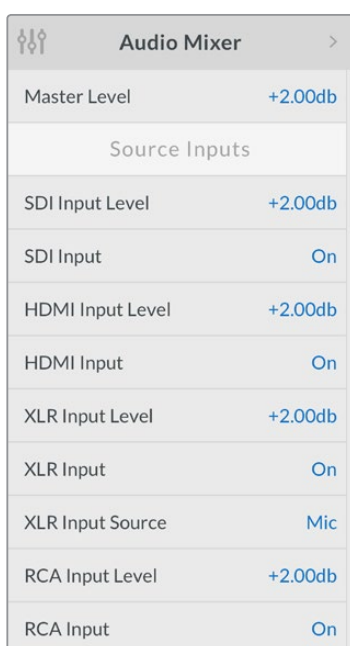 Audio Mixer
Master Level +2.00db
Source Inputs
SDI Input Level +2.00db
SDI Input On
HDMI Input Level +2.00db
HDMI Input On
XLR Input Level +2.00db
XLR Input On
XLR Input Source Mic
RCA Input Level +2.00db
RCA Input On